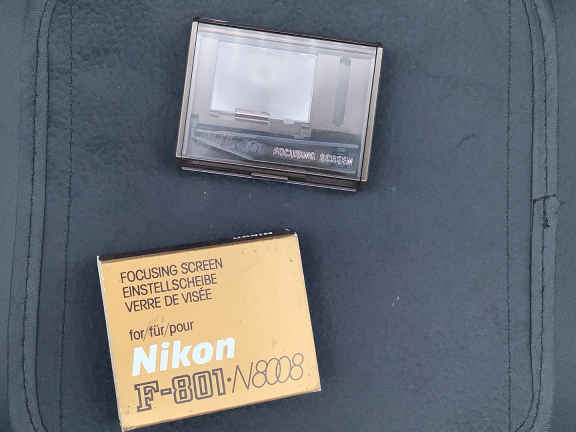 FOCUSING SCREEN
FOCUSING SCREEN
EINSTELLSCHEIBE
VERRE DE VISÉE
for/für/pour
Nikon
F-801·N8008